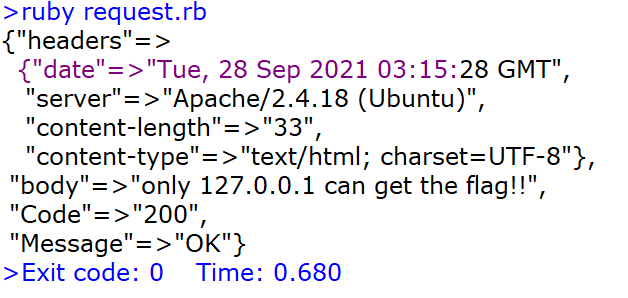 >ruby request.rb
{"headers"=>
  {"date"=>"Tue, 28 Sep 2021 03:15:28 GMT",
   "server"=>"Apache/2.4.18 (Ubuntu)",
   "content-length"=>"33",
   "content-type"=>"text/html; charset=UTF-8"},
 "body"=>"only 127.0.0.1 can get the flag!!",
 "Code"=>"200",
 "Message"=>"OK"}
>Exit code: 0    Time: 0.680